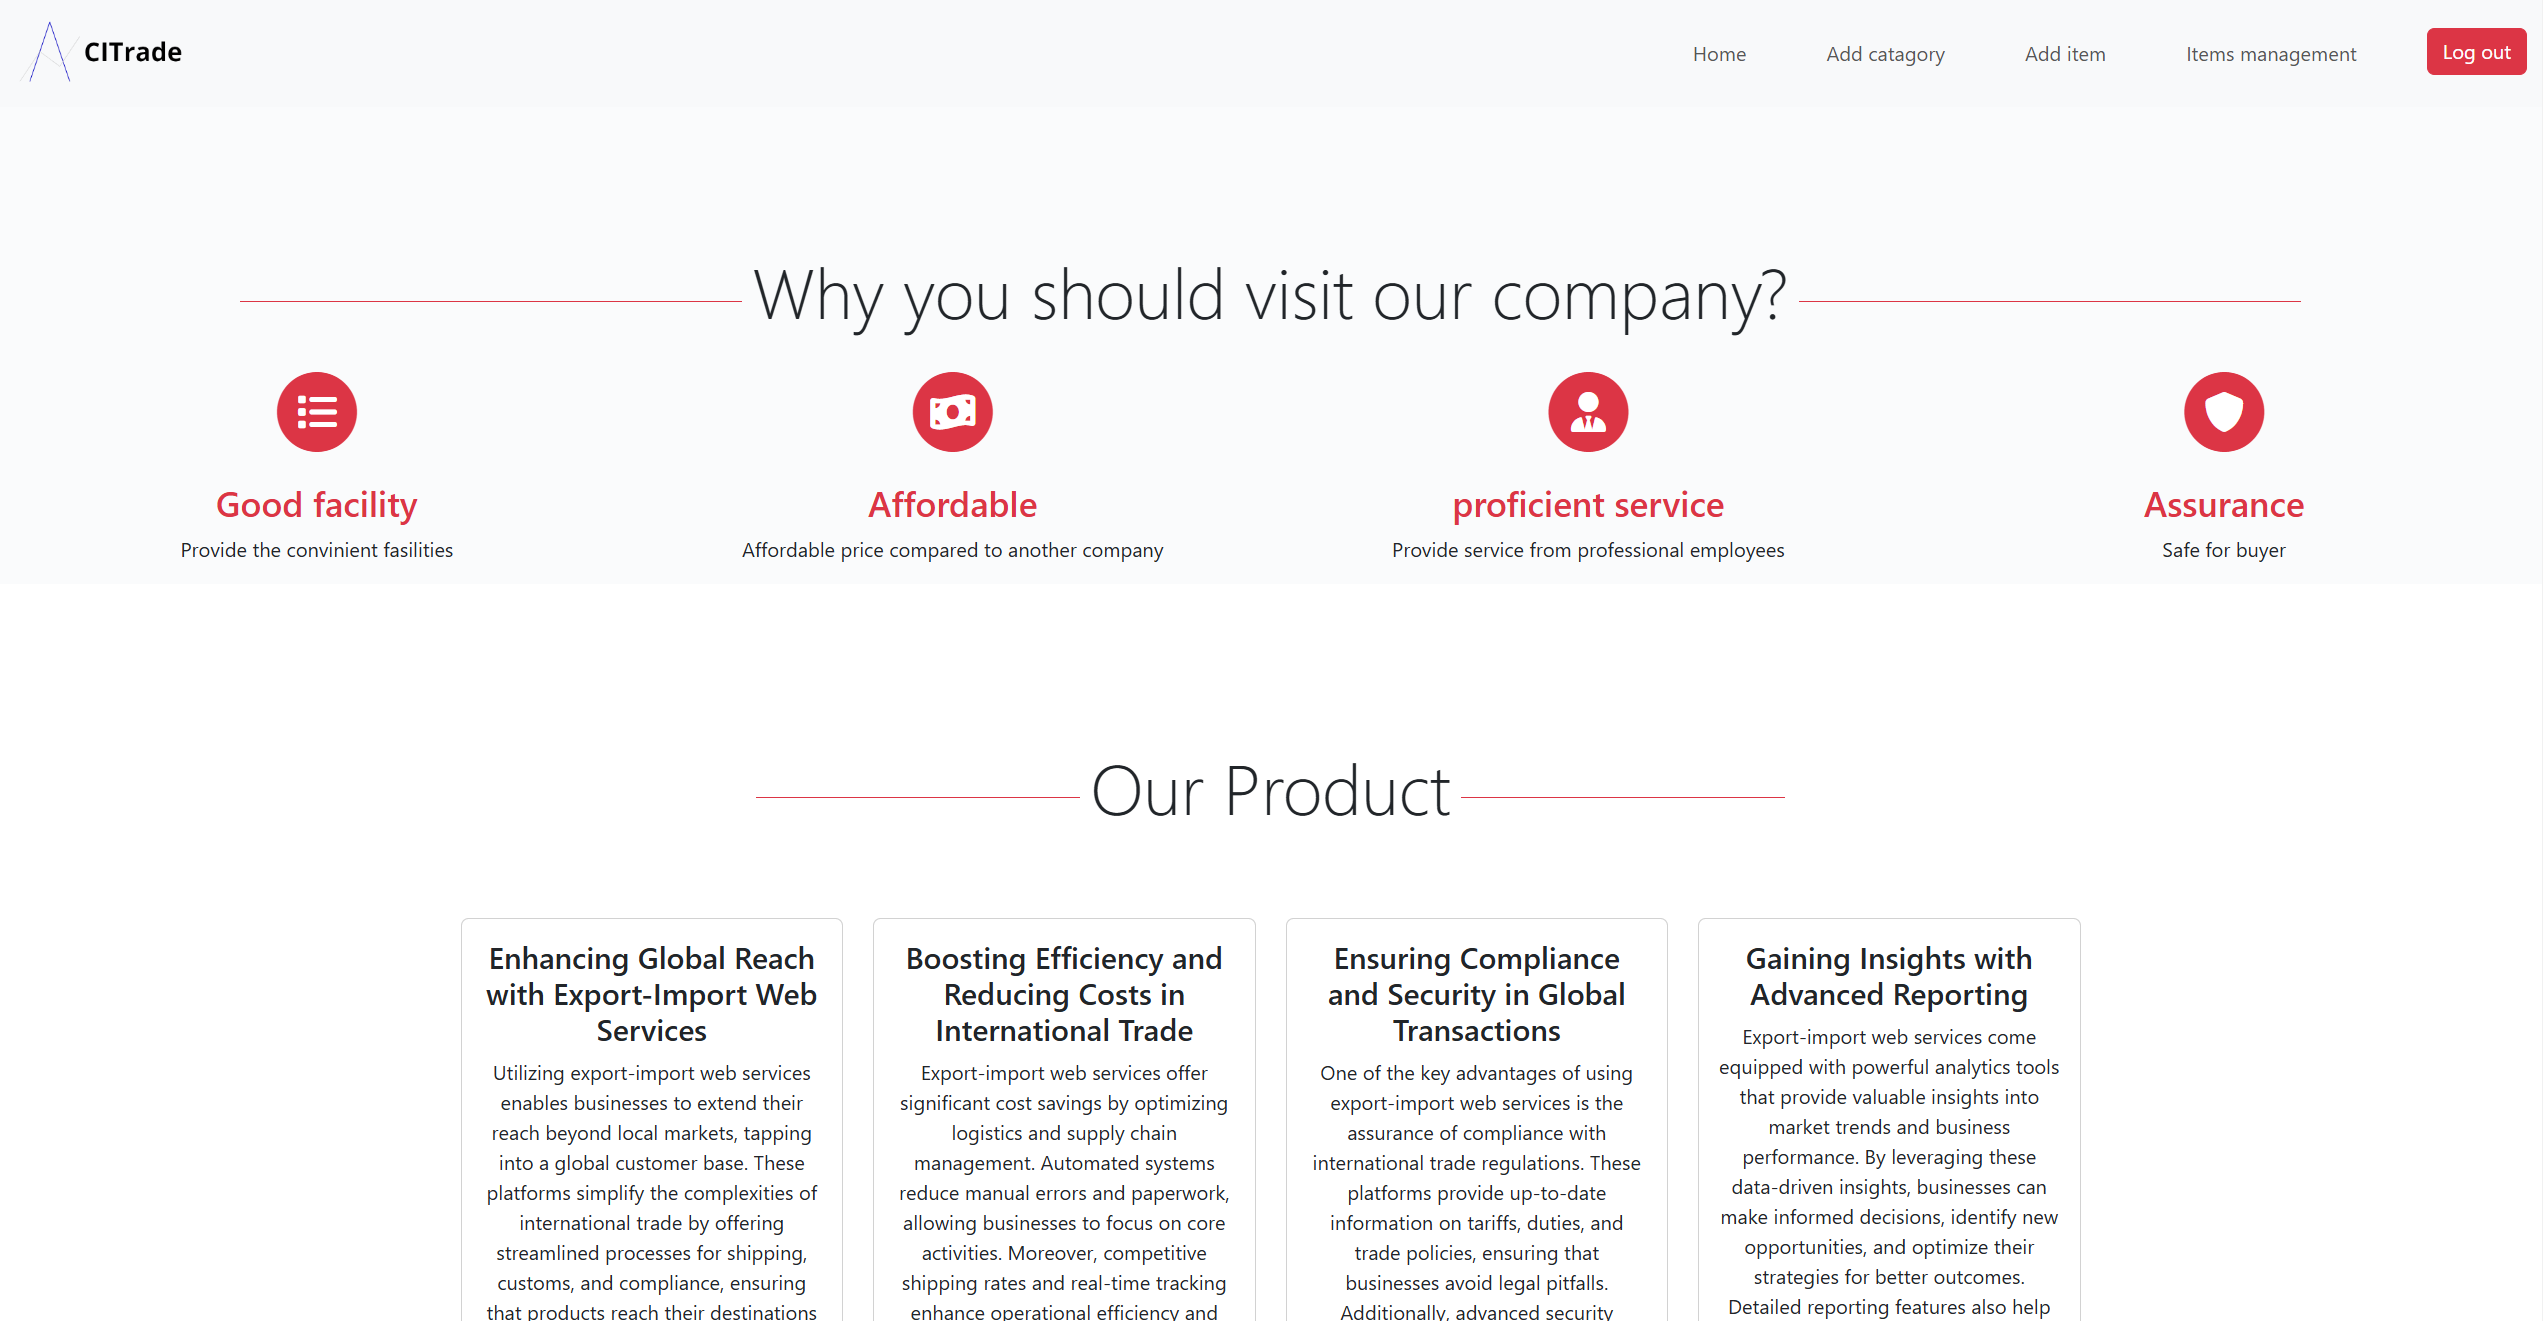 CITrade
Home
Add catagory
Add item
Items management
Log out
Why you should visit our company?
Good facility
Provide the convinient fasilities
Affordable
Affordable price compared to another company
proficient service
Provide service from professional employees
Assurance
Safe for buyer
Our Product
Enhancing Global Reach
with Export-Import Web
Services
Utilizing export-import web services
enables businesses to extend their
reach beyond local markets, tapping
into a global customer base. These
platforms simplify the complexities of
international trade by offering
streamlined processes for shipping,
customs, and compliance, ensuring
that products reach their destinations
Boosting Efficiency and
Reducing Costs in
International Trade
Export-import web services offer
significant cost savings by optimizing
logistics and supply chain
management. Automated systems
reduce manual errors and paperwork,
allowing businesses to focus on core
activities. Moreover, competitive
shipping rates and real-time tracking
enhance operational efficiency and
Ensuring Compliance
and Security in Global
Transactions
One of the key advantages of using
export-import web services is the
assurance of compliance with
international trade regulations. These
platforms provide up-to-date
information on tariffs, duties, and
trade policies, ensuring that
businesses avoid legal pitfalls.
Additionally, advanced security
Gaining Insights with
Advanced Reporting
Export-import web services come
equipped with powerful analytics tools
that provide valuable insights into
market trends and business
performance. By leveraging these
data-driven insights, businesses can
make informed decisions, identify new
opportunities, and optimize their
strategies for better outcomes.
Detailed reporting features also help